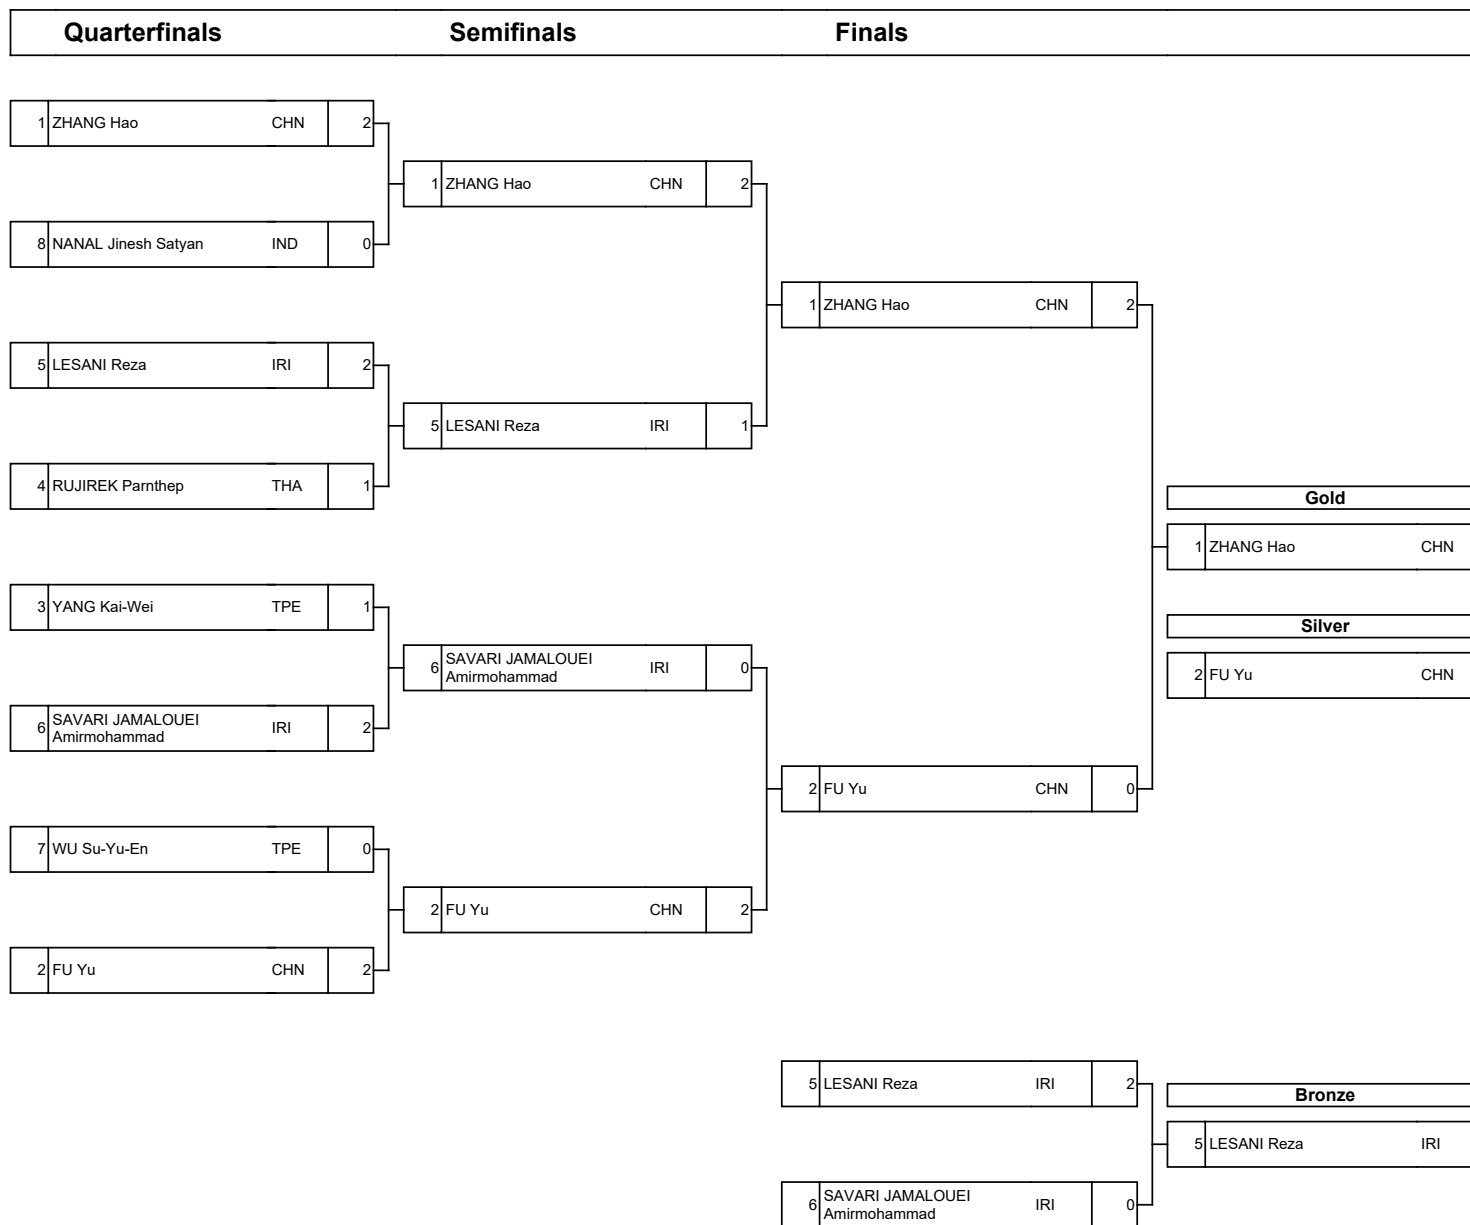 Quarterfinals Semifinals Finals
1 ZHANG Hao CHN 2
8 NANAL Jinesh Satyan IND 0
5 LESANI Reza IRI 2
4 RUJIREK Parnthep THA 1
3 YANG Kai-Wei TPE 1
6 SAVARI JAMALOUEI
Amirmohammad IRI 2
7 WU Su-Yu-En TPE 0
2 FU Yu CHN 2
1 ZHANG Hao CHN 2
5 LESANI Reza IRI 1
6 SAVARI JAMALOUEI
Amirmohammad IRI 0
2 FU Yu CHN 2
1 ZHANG Hao CHN 2
2 FU Yu CHN 0
Gold
1 ZHANG Hao CHN
Silver
2 FU Yu CHN
5 LESANI Reza IRI 2
6 SAVARI JAMALOUEI
Amirmohammad IRI 0
Bronze
5 LESANI Reza IRI